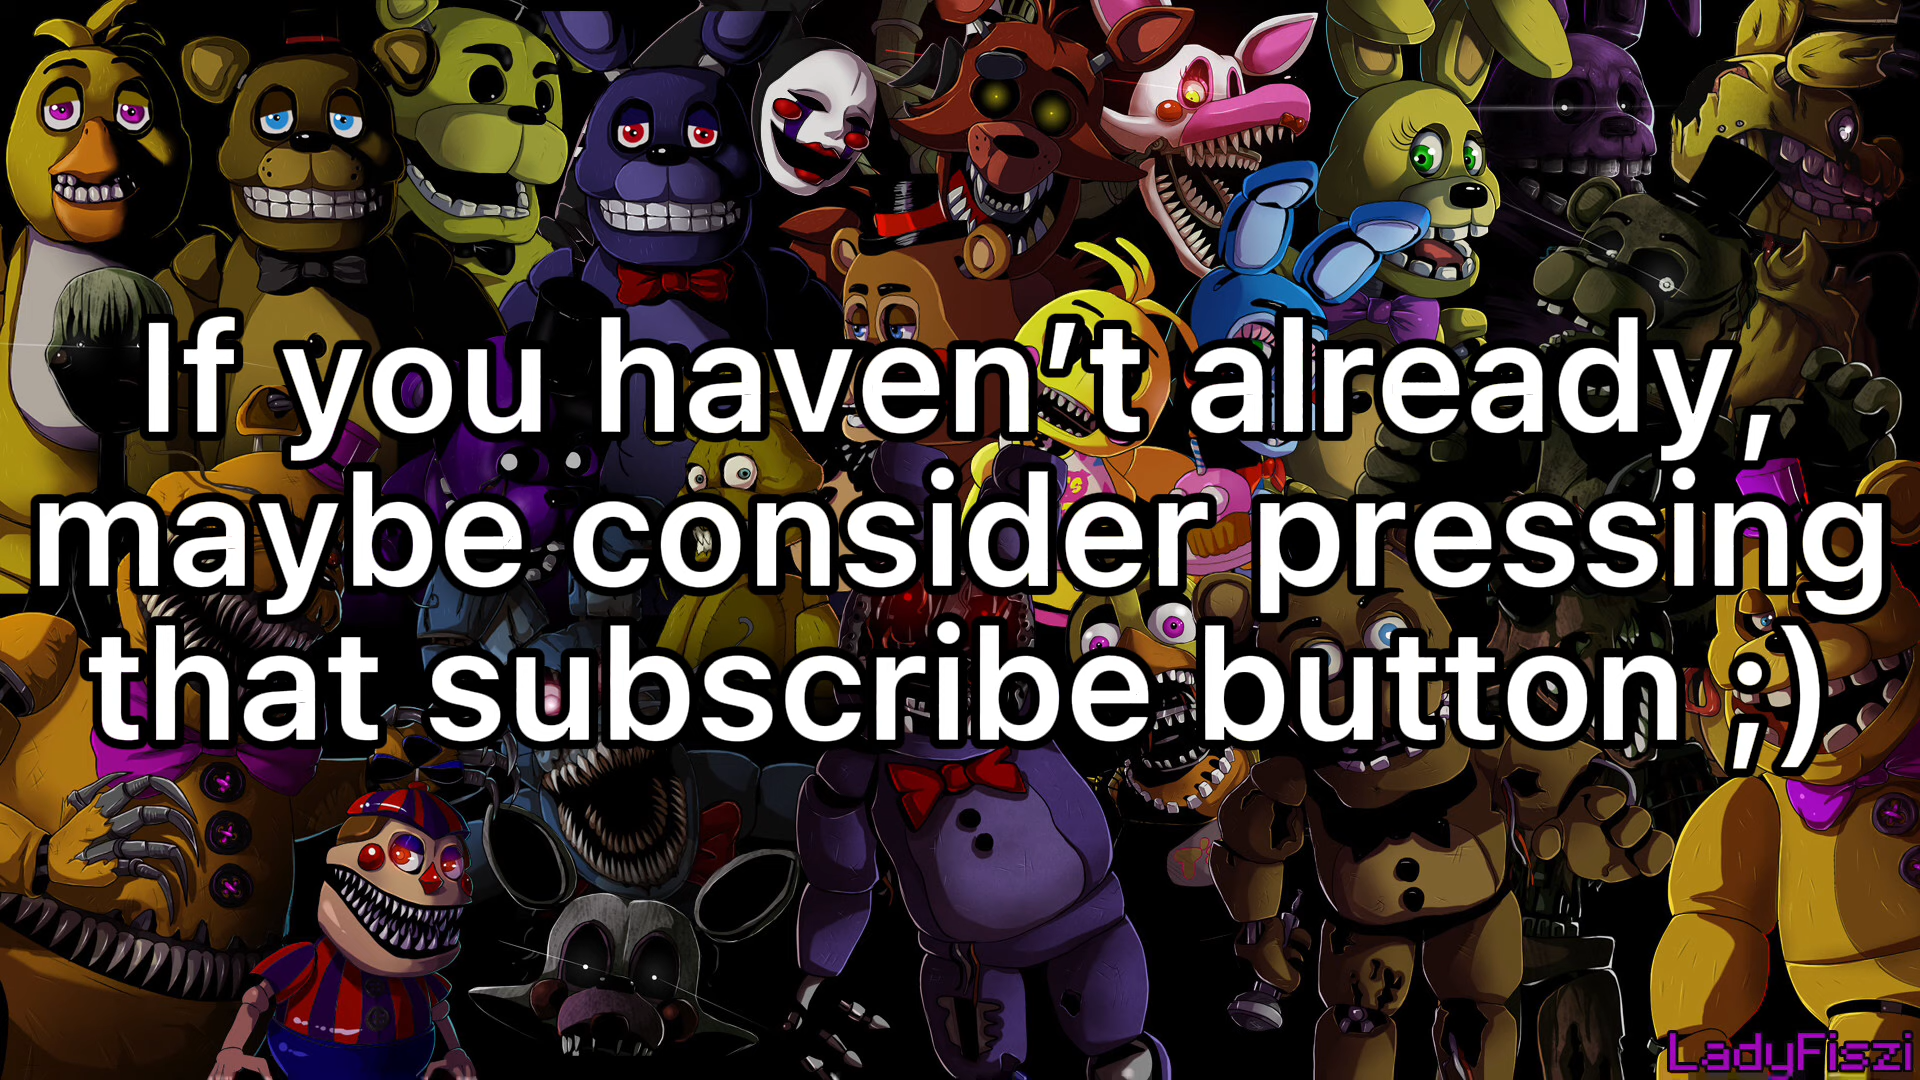 If you haven’t already,
maybe consider pressing
that subscribe button ;)
LadyFiszi